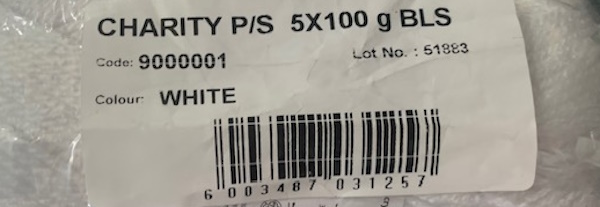 CHARITY P/S 5X100 g BLS
Code: 9000001 Lot No. : 51883
Colour: WHITE
6 003487 031257